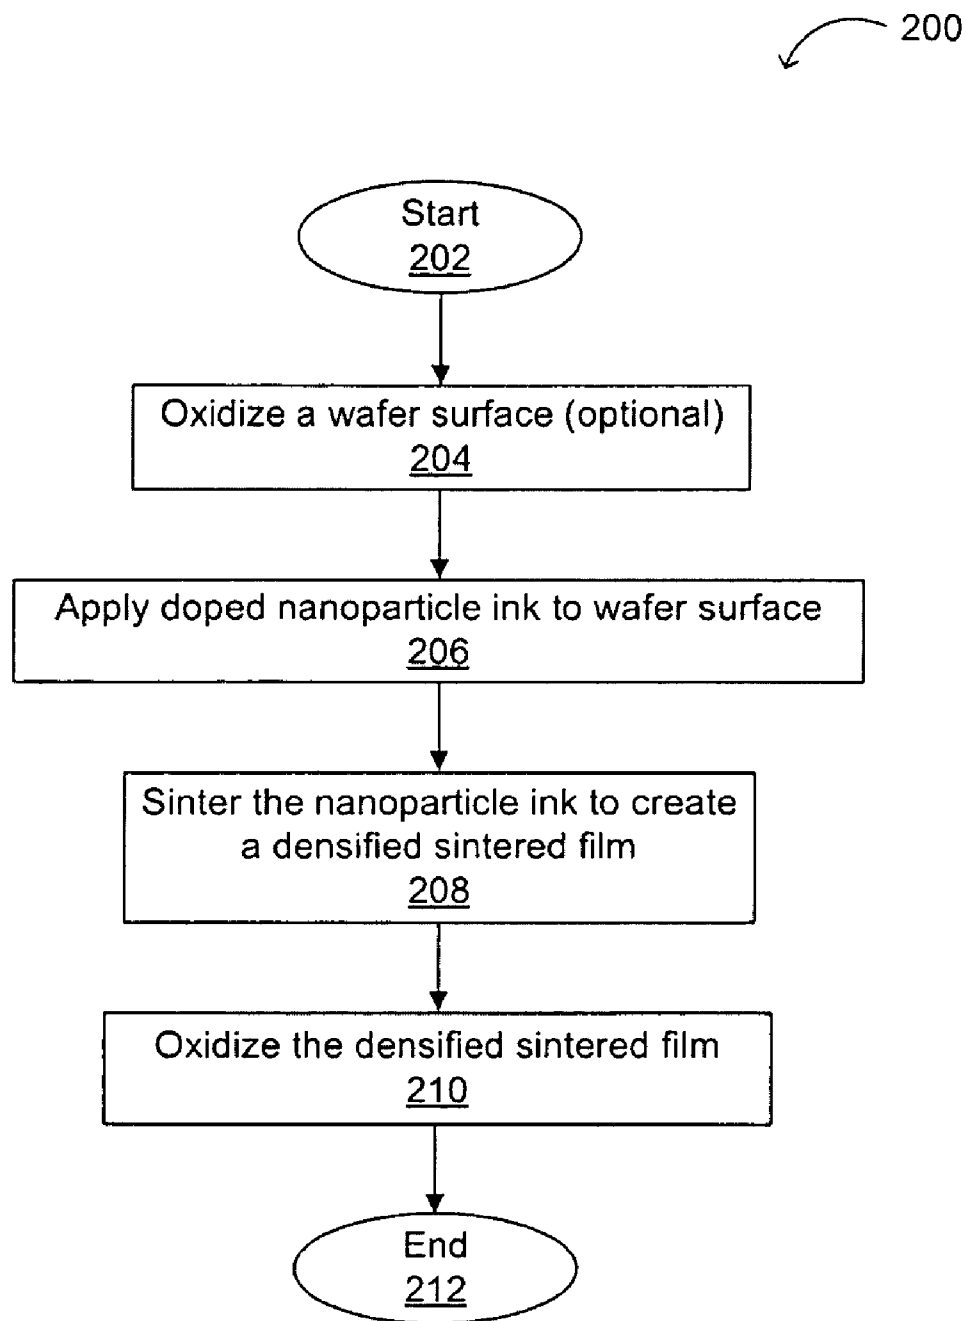 200
Start
202
Oxidize a wafer surface (optional)
204
Apply doped nanoparticle ink to wafer surface
206
Sinter the nanoparticle ink to create
a densified sintered film
208
Oxidize the densified sintered film
210
End
212